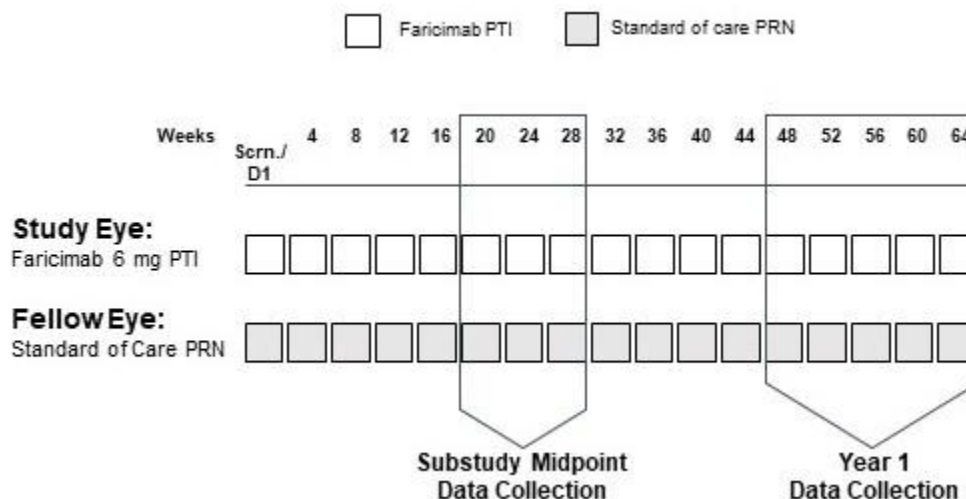 Faricimab PTI
Standard of care PRN
Weeks
4 8 12 16 20 24 28 32 36 40 44 48 52 56 60 64
Scrn./
D1
Study Eye:
Faricimab 6 mg PTI
Fellow Eye:
Standard of Care PRN
Substudy Midpoint
Data Collection
Year 1
Data Collection